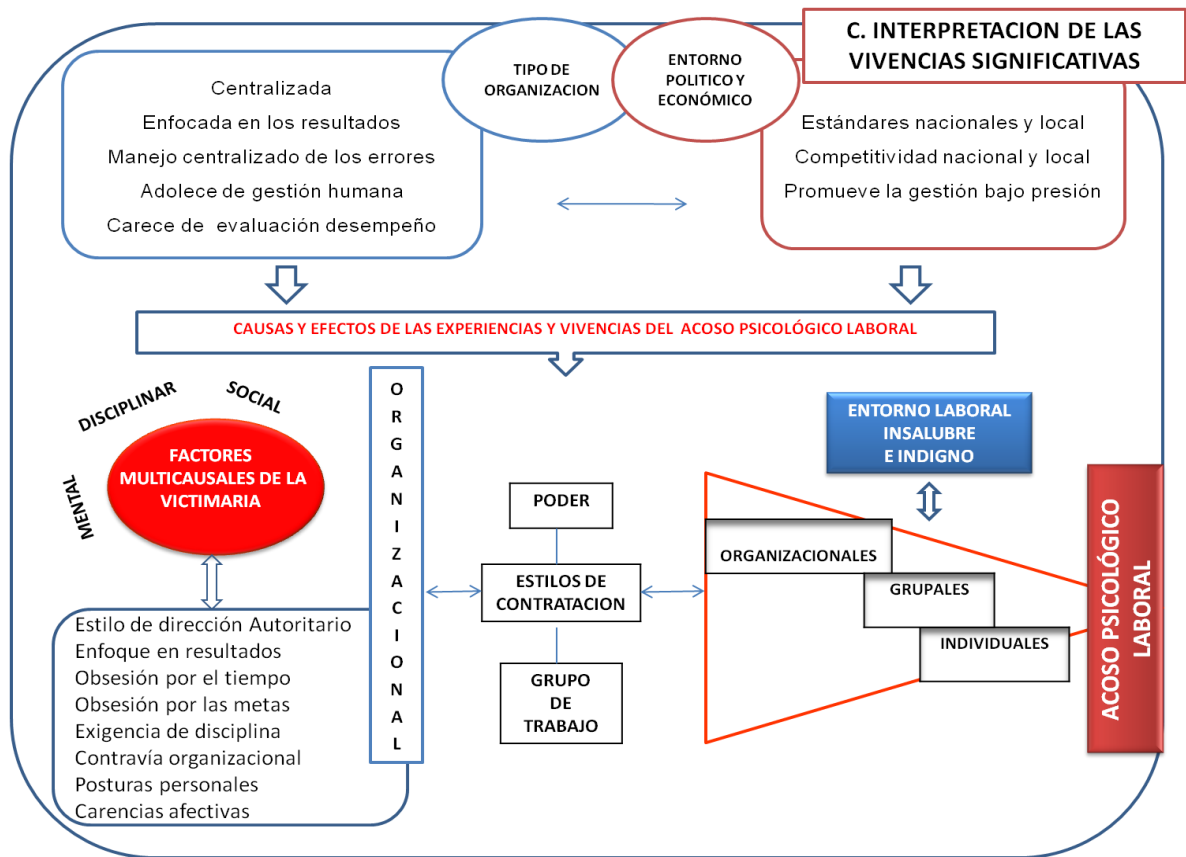 C. INTERPRETACION DE LAS
VIVENCIAS SIGNIFICATIVAS
TIPO DE
ORGANIZACION
ENTORNO
POLITICO Y
ECONÓMICO
Centralizada
Enfocada en los resultados
Manejo centralizado de los errores
Adolece de gestión humana
Carece de evaluación desempeño
Estándares nacionales y local
Competitividad nacional y local
Promueve la gestión bajo presión
CAUSAS Y EFECTOS DE LAS EXPERIENCIAS Y VIVENCIAS DEL ACOSO PSICOLÓGICO LABORAL
MENTAL
DISCIPLINAR
SOCIAL
FACTORES
MULTICAUSALES DE LA
VICTIMARIA
Estilo de dirección Autoritario
Enfoque en resultados
Obsesión por el tiempo
Obsesión por las metas
Exigencia de disciplina
Contravía organizacional
Posturas personales
Carencias afectivas
ORGANIZACIONAL
PODER
ESTILOS DE
CONTRATACION
GRUPO
DE
TRABAJO
ENTORNO LABORAL
INSALUBRE
E INDIGNO
ORGANIZACIONALES
GRUPALES
INDIVIDUALES
ACOSO PSICOLÓGICO
LABORAL